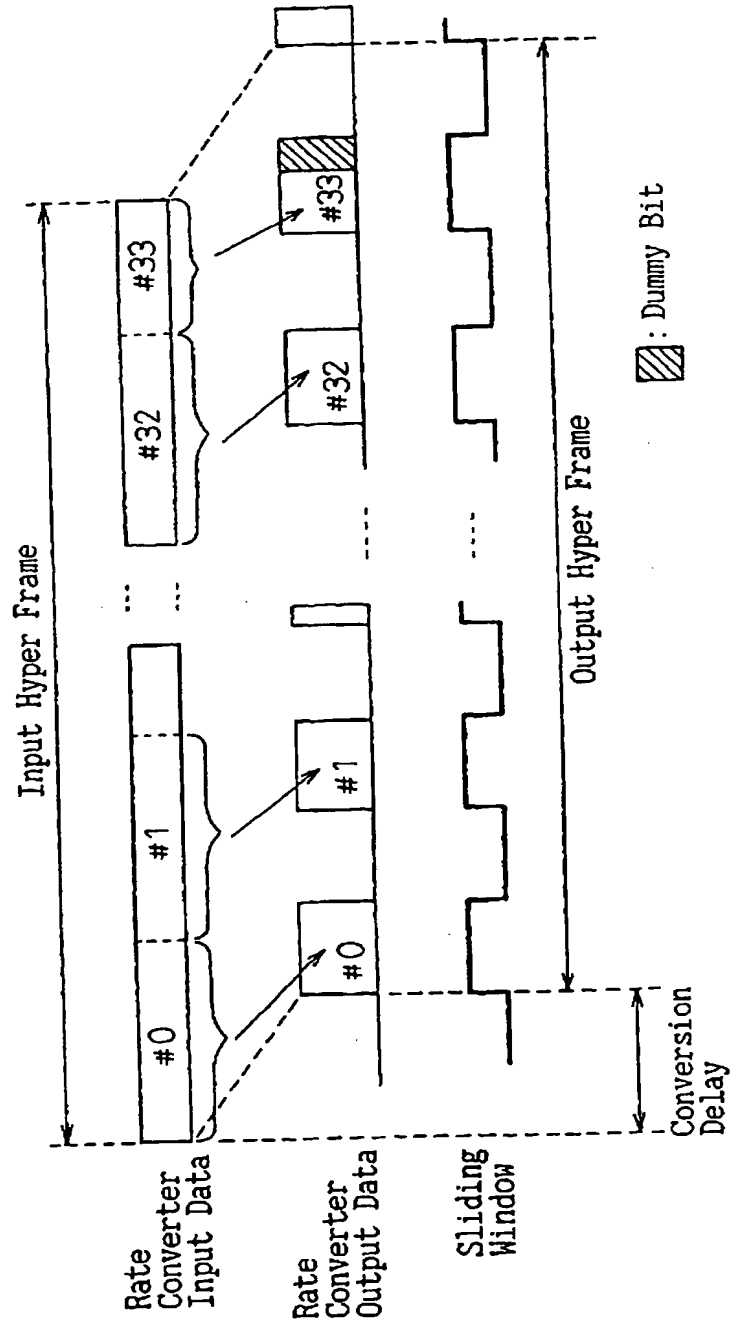 Input Hyper Frame
Rate
Converter
Input Data
#0
#1
#32
#33
Rate
Converter
Output Data
#0
#1
#32
#33
Sliding
Window
Output Hyper Frame
Conversion
Delay
: Dummy Bit